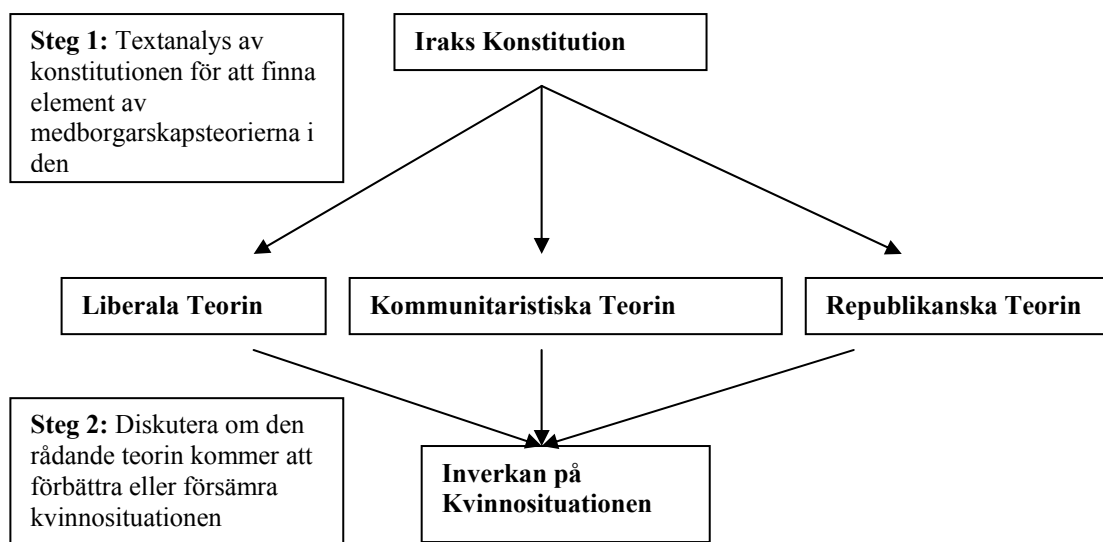 Steg 1: Textanalys av
konstitutionen för att finna
element av
medborgarskapsteorierna i
den
Iraks Konstitution
Liberala Teorin
Kommunitaristiska Teorin
Republikanska Teorin
Steg 2: Diskutera om den
rådande teorin kommer att
förbättra eller försämra
kvinnosituationen
Inverkan på
Kvinnosituationen